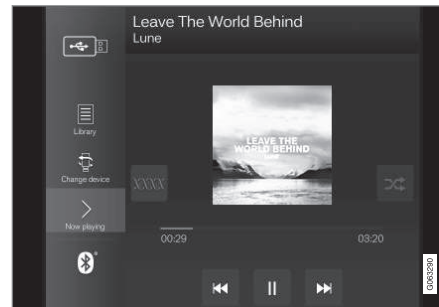 Leave The World Behind
Lune
Library
Change device
Now playing
LEAVE THE
WORLD BEHIND
LUNE
XXXX
00:29
03:20
G063290